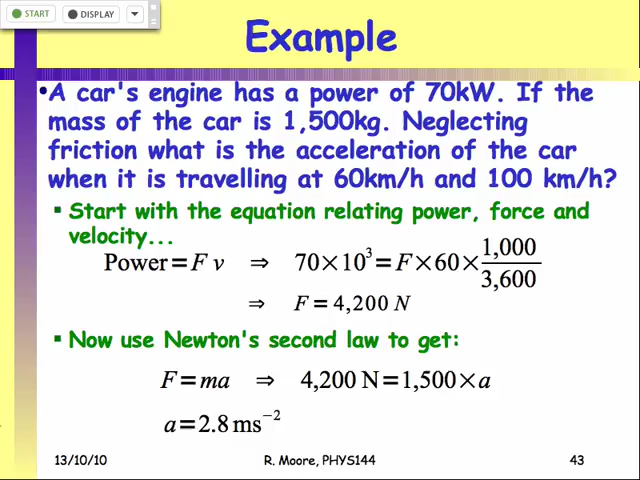 START DISPLAY
Example
•A car's engine has a power of 70kW. If the
mass of the car is 1,500kg. Neglecting
friction what is the acceleration of the car
when it is travelling at 60km/h and 100 km/h?
▪ Start with the equation relating power, force and
velocity...
Power = F v ⇒ 70×10³ = F×60× 1,000/3,600
⇒ F = 4,200 N
▪ Now use Newton's second law to get:
F = ma ⇒ 4,200 N = 1,500×a
a = 2.8 ms⁻²
13/10/10 R. Moore, PHYS144 43